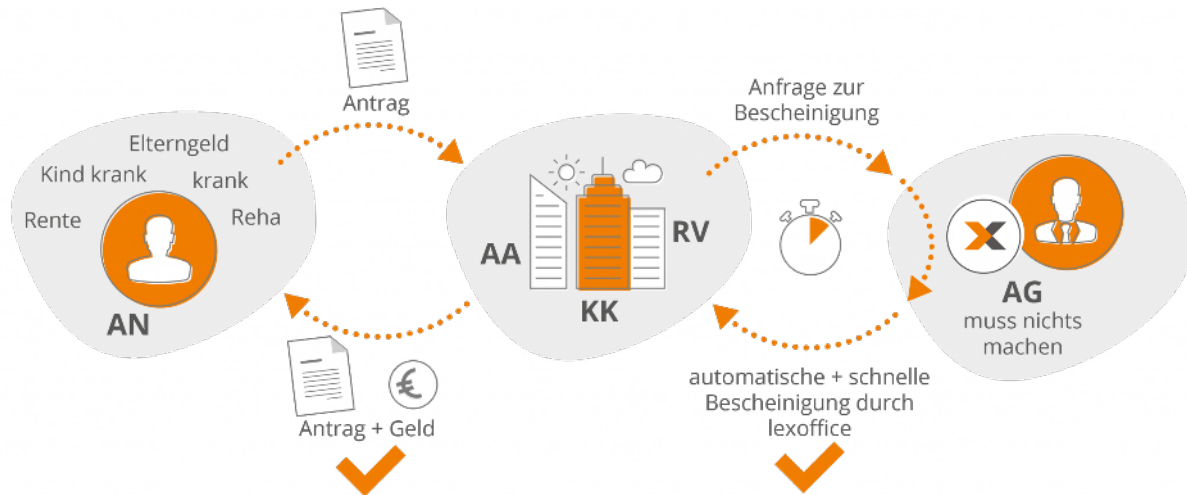 Antrag
Elterngeld
Kind krank
krank
Rente
Reha
AN
Antrag + Geld
AA
RV
KK
Anfrage zur
Bescheinigung
AG
muss nichts
machen
automatische + schnelle
Bescheinigung durch
lexoffice